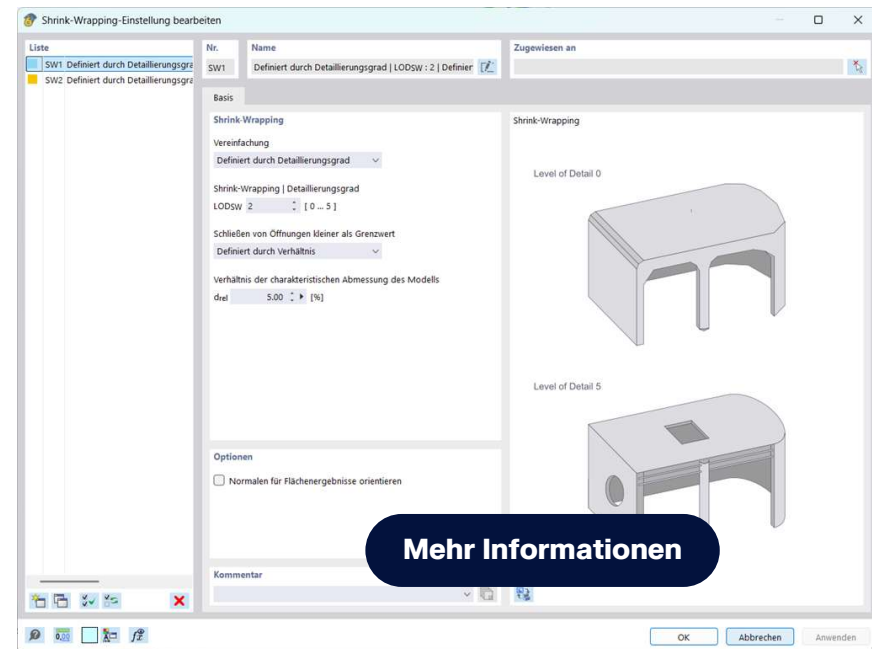 Shrink-Wrapping-Einstellung bearbeiten
Liste
SW1 Definiert durch Detaillierungsgra
SW2 Definiert durch Detaillierungsgra
Nr.
SW1
Name
Definiert durch Detaillierungsgrad | LODSW : 2 | Definier
Zugewiesen an
Basis
Shrink-Wrapping
Vereinfachung
Definiert durch Detaillierungsgrad
Shrink-Wrapping | Detaillierungsgrad
LODSW 2 [ 0 ... 5 ]
Schließen von Öffnungen kleiner als Grenzwert
Definiert durch Verhältnis
Verhältnis der charakteristischen Abmessung des Modells
drel 5.00 [%]
Optionen
Normalen für Flächenergebnisse orientieren
Kommentar
Shrink-Wrapping
Level of Detail 0
Level of Detail 5
Mehr Informationen
0,00
OK
Abbrechen
Anwenden